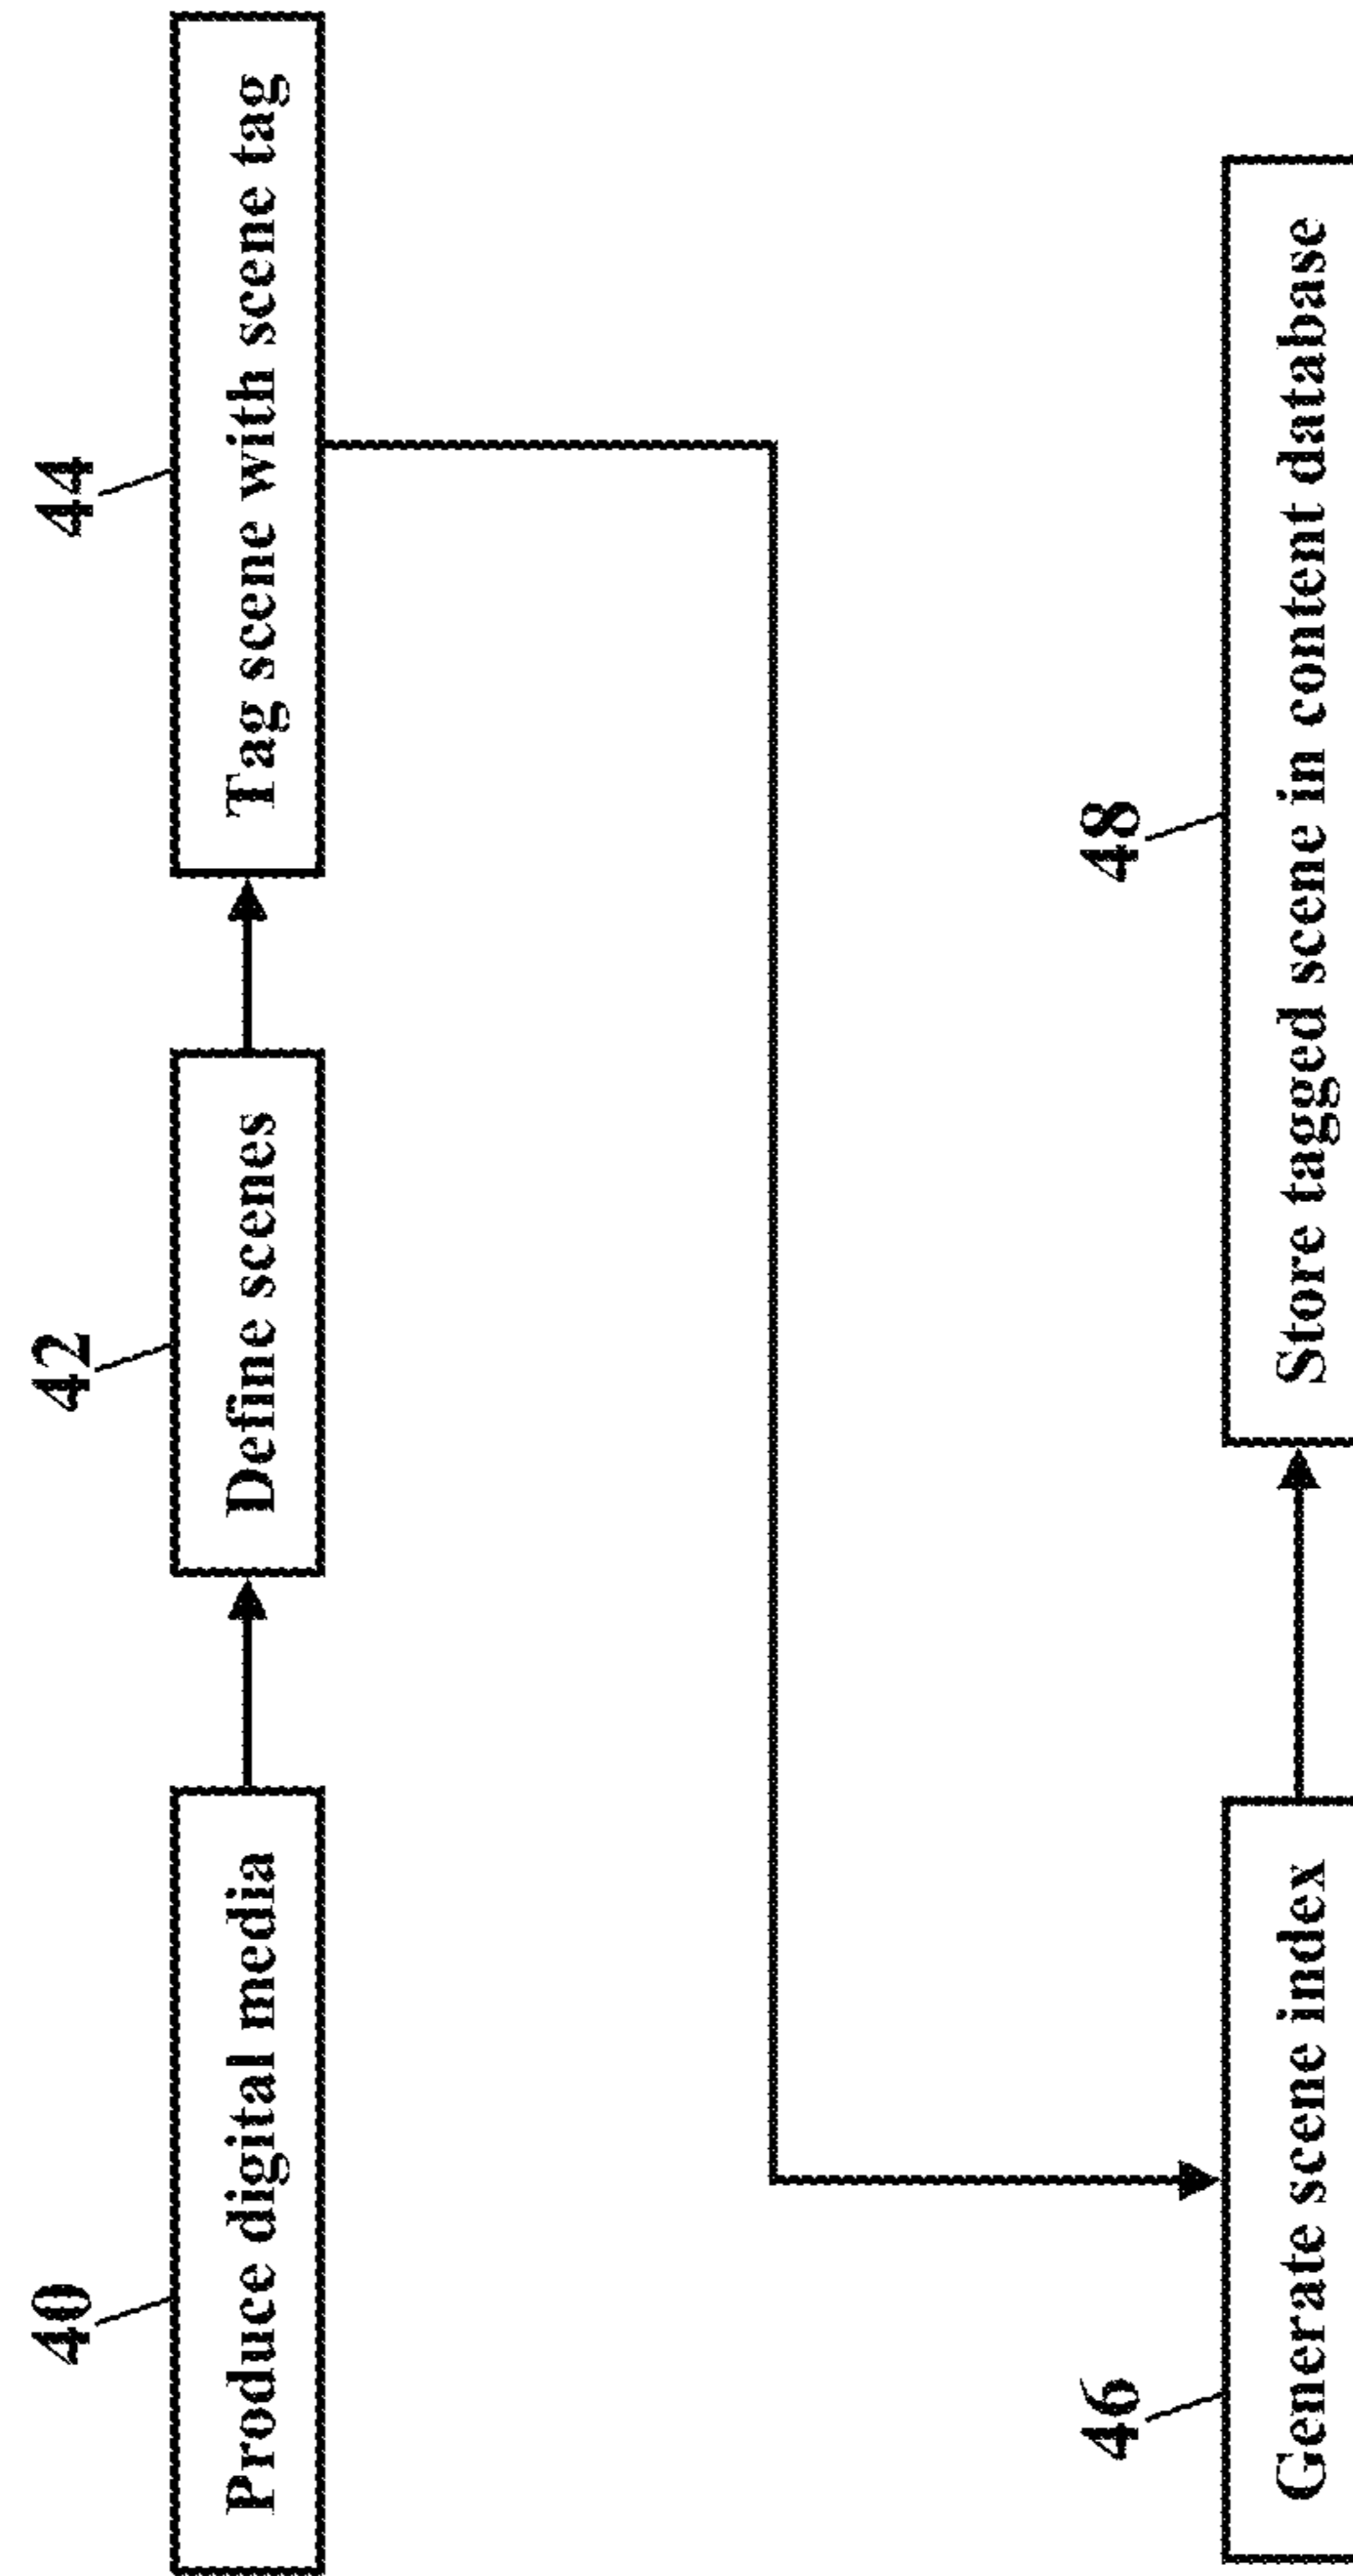 40
Produce digital media
42
Define scenes
44
Tag scene with scene tag
46
Generate scene index
48
Store tagged scene in content database